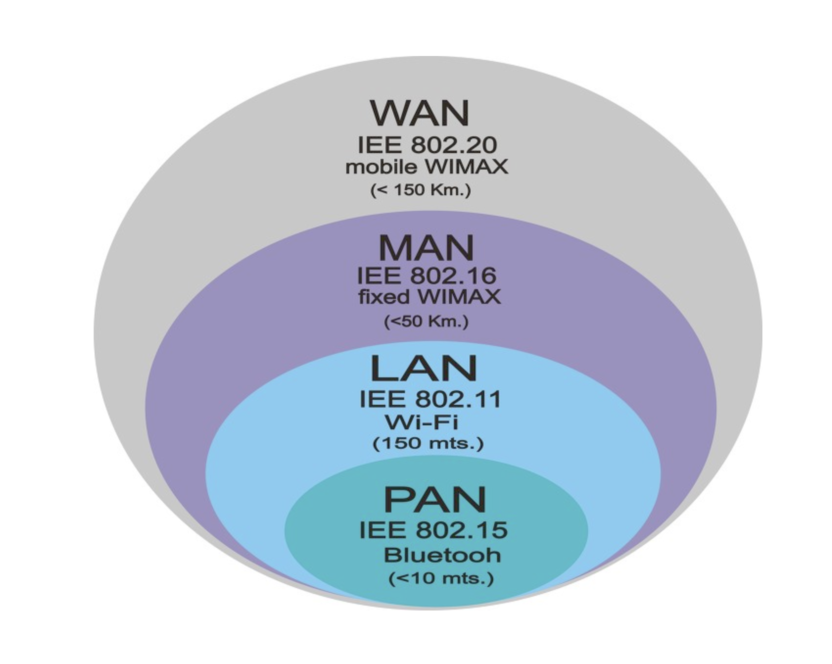 WAN
IEE 802.20
mobile WIMAX
(< 150 Km.)
MAN
IEE 802.16
fixed WIMAX
(<50 Km.)
LAN
IEE 802.11
Wi-Fi
(150 mts.)
PAN
IEE 802.15
Bluetooh
(<10 mts.)